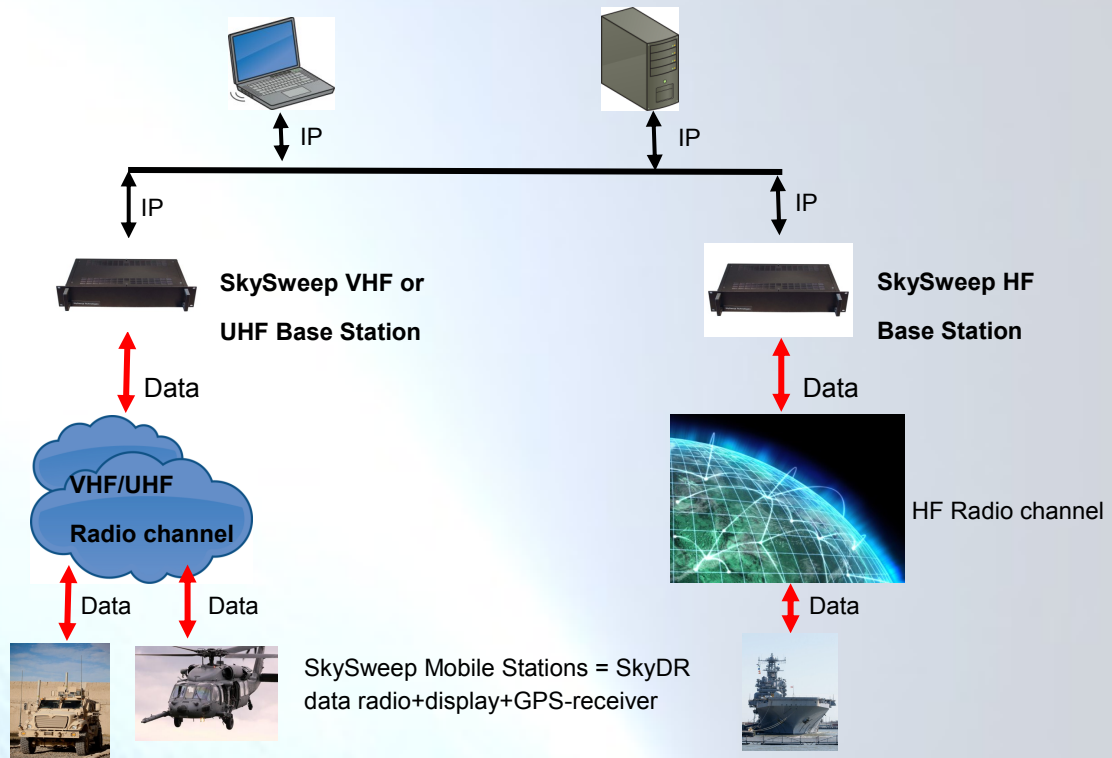 IP
IP
IP
IP
SkySweep VHF or
UHF Base Station
SkySweep HF
Base Station
Data
Data
VHF/UHF
Radio channel
HF Radio channel
Data
Data
Data
SkySweep Mobile Stations = SkyDR
data radio+display+GPS-receiver